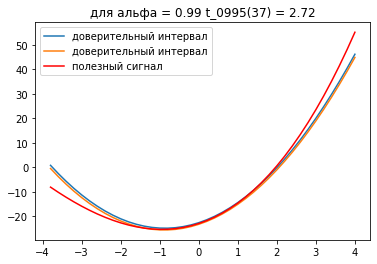 для альфа = 0.99 t_0995(37) = 2.72
доверительный интервал
доверительный интервал
полезный сигнал
50
40
30
20
10
0
−10
−20
−4 −3 −2 −1 0 1 2 3 4